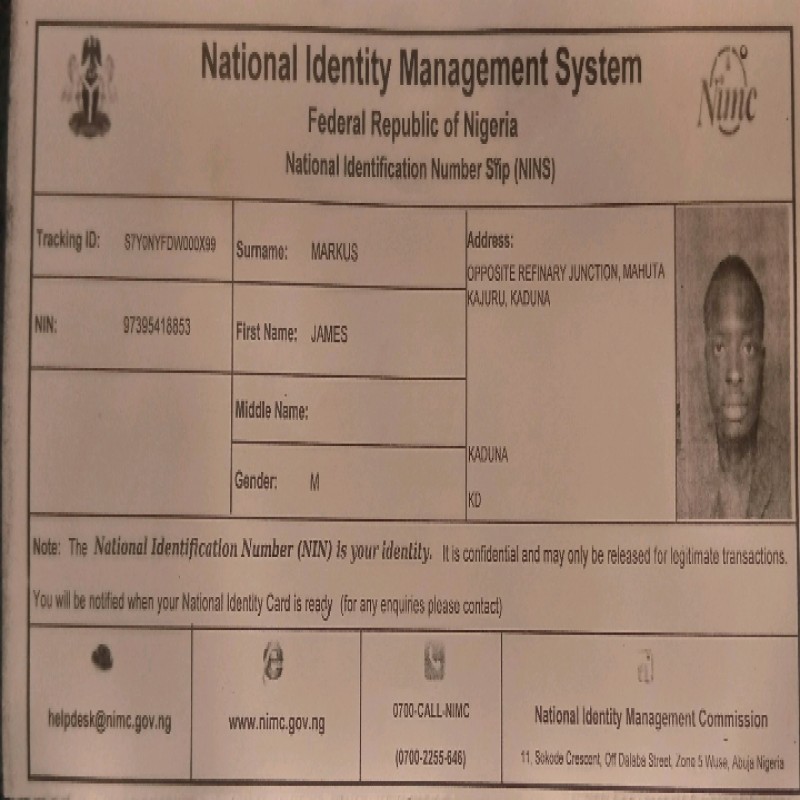 National Identity Management System
Federal Republic of Nigeria
National Identification Number Slip (NINS)
Nimc
Tracking ID: S7Y0NYFDW000X99
NIN: 97395418853
Surname: MARKUS
First Name: JAMES
Middle Name:
Gender: M
Address:
OPPOSITE REFINARY JUNCTION, MAHUTA
KAJURU, KADUNA
KADUNA
KD
Note: The National Identification Number (NIN) is your identity. It is confidential and may only be released for legitimate transactions.
You will be notified when your National Identity Card is ready (for any enquiries please contact)
helpdesk@nimc.gov.ng
www.nimc.gov.ng
0700-CALL-NIMC
(0700-2255-646)
National Identity Management Commission
11, Sokode Crescent, Off Dalaba Street, Zone 5 Wuse, Abuja Nigeria